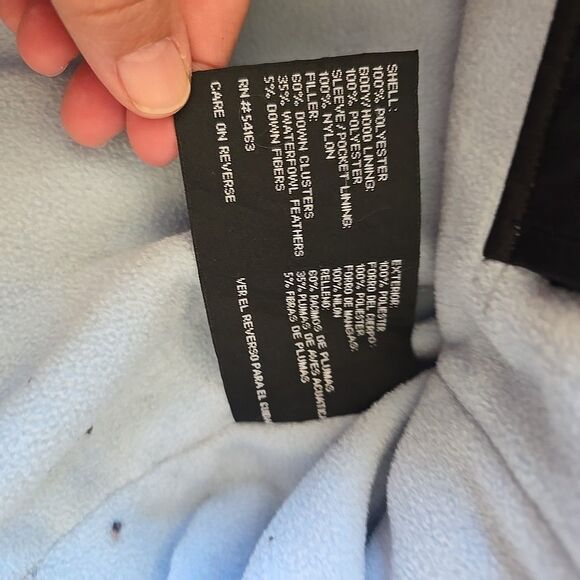 SHELL:
100% POLYESTER
BODY/HOOD LINING:
100% POLYESTER
SLEEVE/POCKET LINING:
100% NYLON
FILLER:
60% DOWN CLUSTERS
35% WATERFOWL FEATHERS
5% DOWN FIBERS
RN# 54163
CARE ON REVERSE
EXTERIOR:
100% POLIESTER
FORRO DEL CUERPO:
100% POLIESTER
FORRO DE MANGAS:
100% NILON
RELLENO:
60% RACIMOS DE PLUMAS
35% PLUMAS DE AVES
5% FIBRAS DE PLUMAS
VER EL REVERSO PARA EL